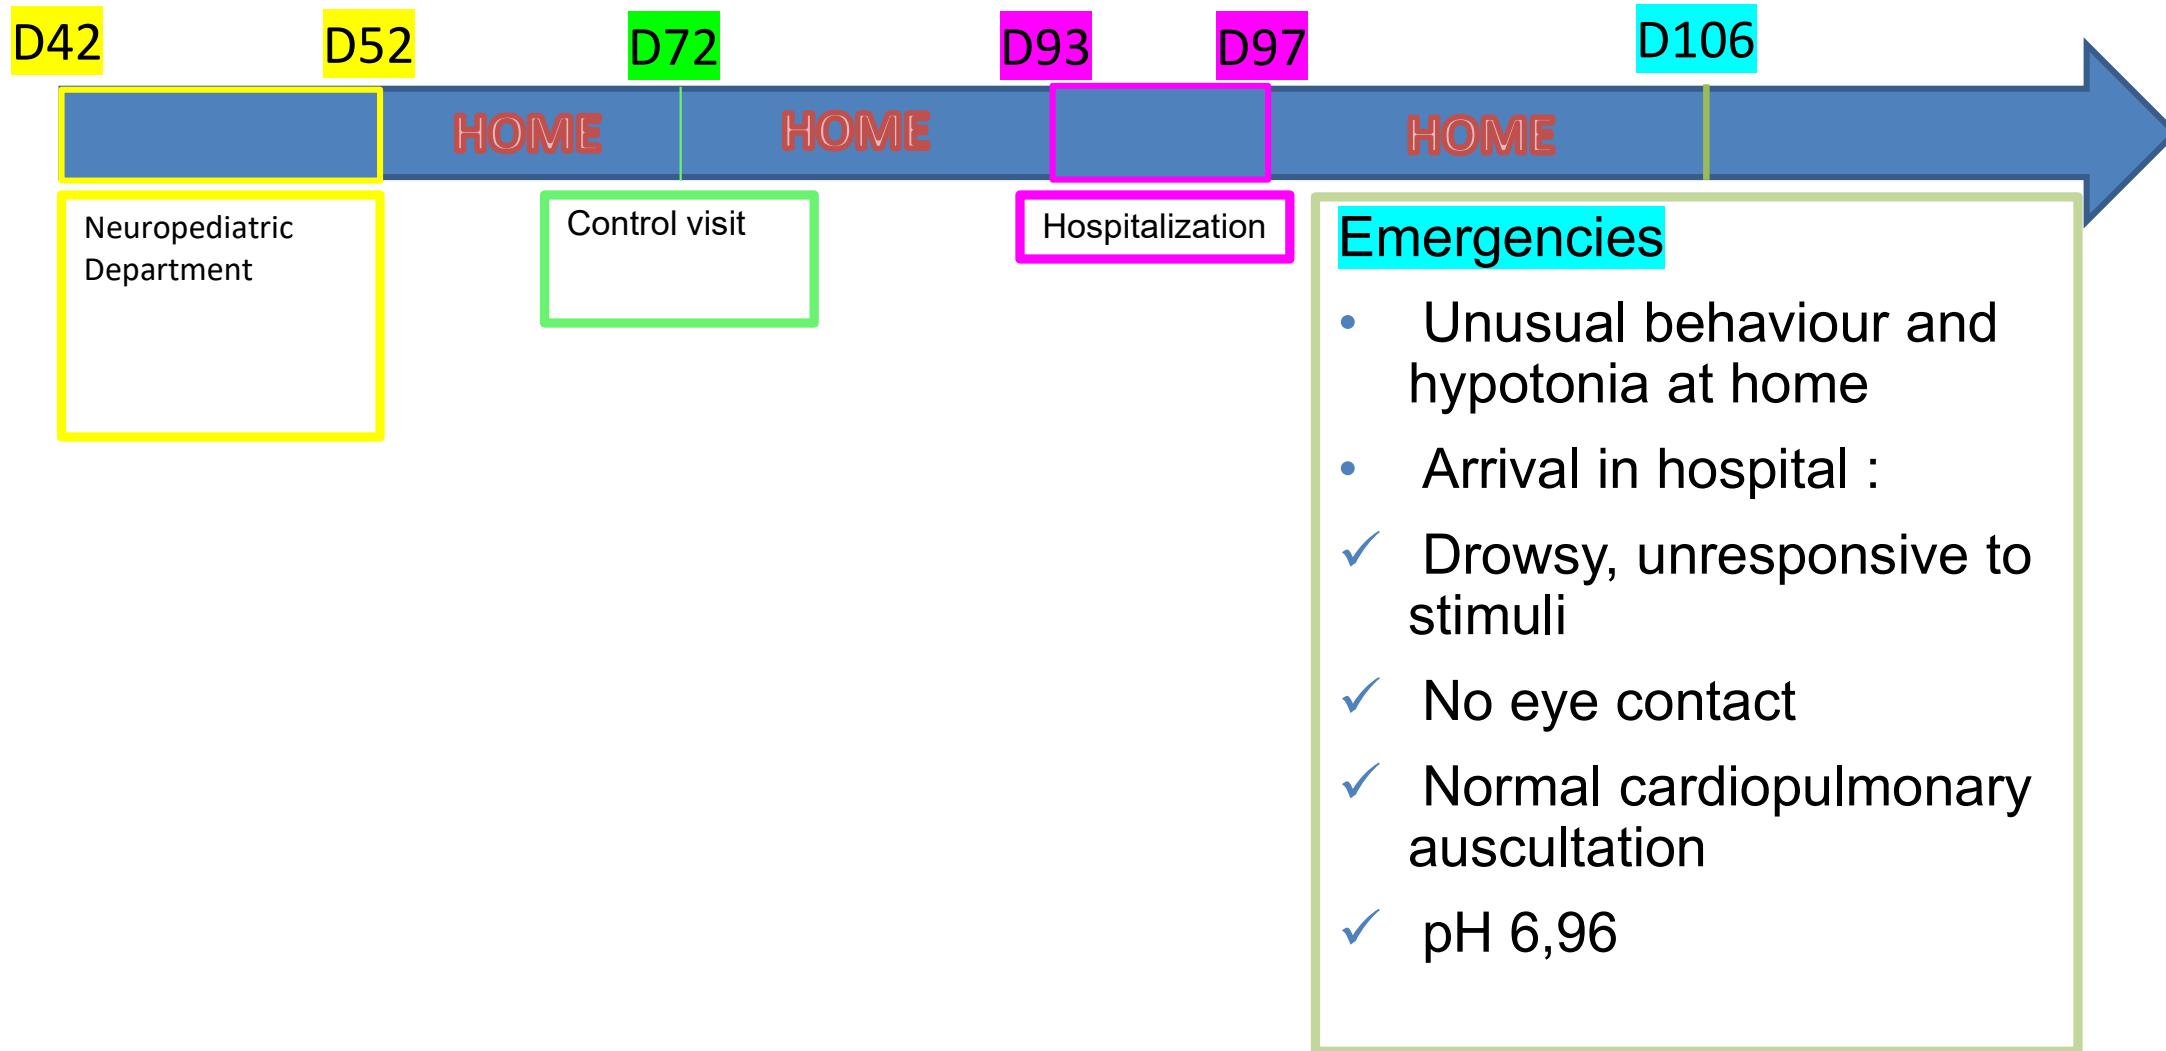 D42
D52
D72
D93
D97
D106
HOME
HOME
HOME
Neuropediatric
Department
Control visit
Hospitalization
Emergencies
• Unusual behaviour and
hypotonia at home
• Arrival in hospital :
✓ Drowsy, unresponsive to
stimuli
✓ No eye contact
✓ Normal cardiopulmonary
auscultation
✓ pH 6,96